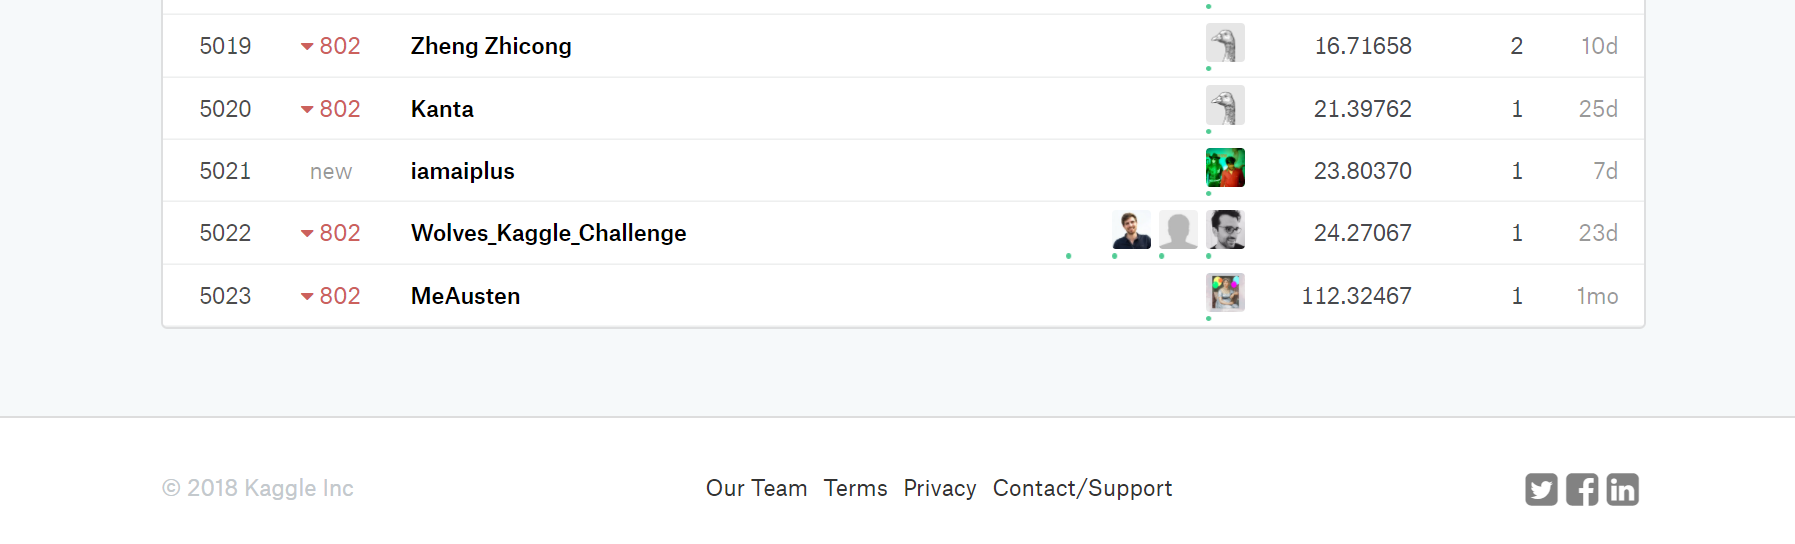 5019 802 Zheng Zhicong 16.71658 2 10d
5020 802 Kanta 21.39762 1 25d
5021 new iamaiplus 23.80370 1 7d
5022 802 Wolves_Kaggle_Challenge 24.27067 1 23d
5023 802 MeAusten 112.32467 1 1mo
© 2018 Kaggle Inc Our Team Terms Privacy Contact/Support